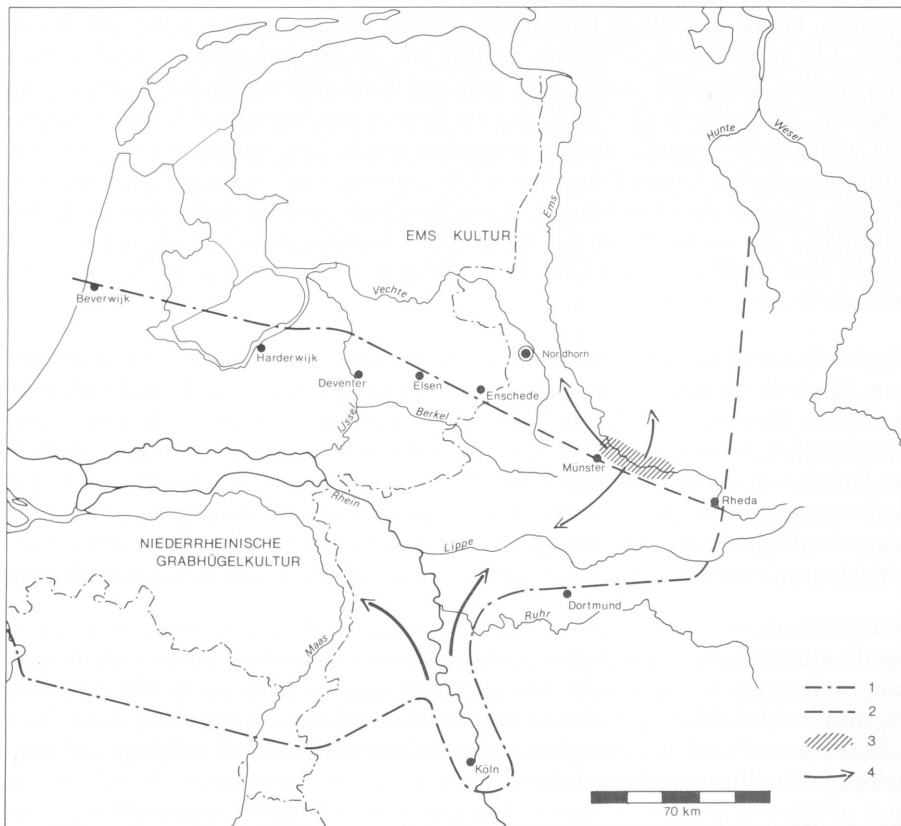 Hunte
Weser
Ems
EMS KULTUR
Vechte
Beverwijk
Harderwijk
Nordhorn
Deventer
Elsen
Enschede
IJssel
Berkel
Münster
Rheda
Rhein
NIEDERRHEINISCHE
GRABHÜGELKULTUR
Lippe
Dortmund
Ruhr
Maas
Köln
1
2
3
4
70 km